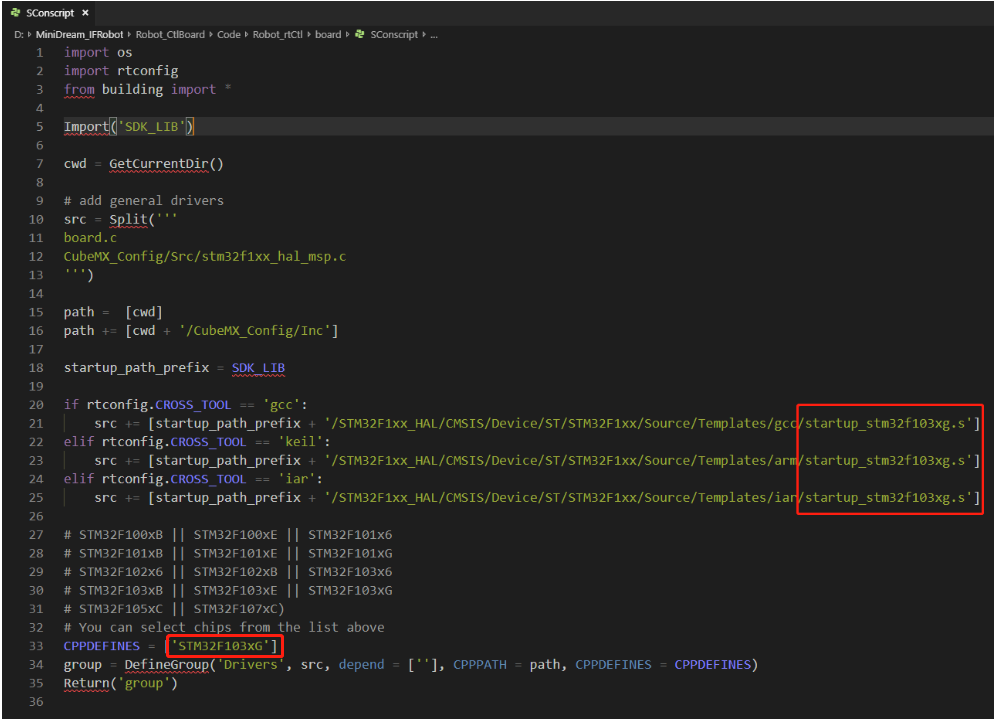 SConscript ×
D: › MiniDream_IFRobot › Robot_CtlBoard › Code › Robot_rtCtl › board › SConscript › ...
1 import os
2 import rtconfig
3 from building import *
4
5 Import('SDK_LIB')
6
7 cwd = GetCurrentDir()
8
9 # add general drivers
10 src = Split('''
11 board.c
12 CubeMX_Config/Src/stm32f1xx_hal_msp.c
13 ''')
14
15 path =  [cwd]
16 path += [cwd + '/CubeMX_Config/Inc']
17
18 startup_path_prefix = SDK_LIB
19
20 if rtconfig.CROSS_TOOL == 'gcc':
21     src += [startup_path_prefix + '/STM32F1xx_HAL/CMSIS/Device/ST/STM32F1xx/Source/Templates/gcc/startup_stm32f103xg.s']
22 elif rtconfig.CROSS_TOOL == 'keil':
23     src += [startup_path_prefix + '/STM32F1xx_HAL/CMSIS/Device/ST/STM32F1xx/Source/Templates/arm/startup_stm32f103xg.s']
24 elif rtconfig.CROSS_TOOL == 'iar':
25     src += [startup_path_prefix + '/STM32F1xx_HAL/CMSIS/Device/ST/STM32F1xx/Source/Templates/iar/startup_stm32f103xg.s']
26
27 # STM32F100xB || STM32F100xE || STM32F101x6
28 # STM32F101xB || STM32F101xE || STM32F101xG
29 # STM32F102x6 || STM32F102xB || STM32F103x6
30 # STM32F103xB || STM32F103xE || STM32F103xG
31 # STM32F105xC || STM32F107xC)
32 # You can select chips from the list above
33 CPPDEFINES = ['STM32F103xG']
34 group = DefineGroup('Drivers', src, depend = [''], CPPPATH = path, CPPDEFINES = CPPDEFINES)
35 Return('group')
36